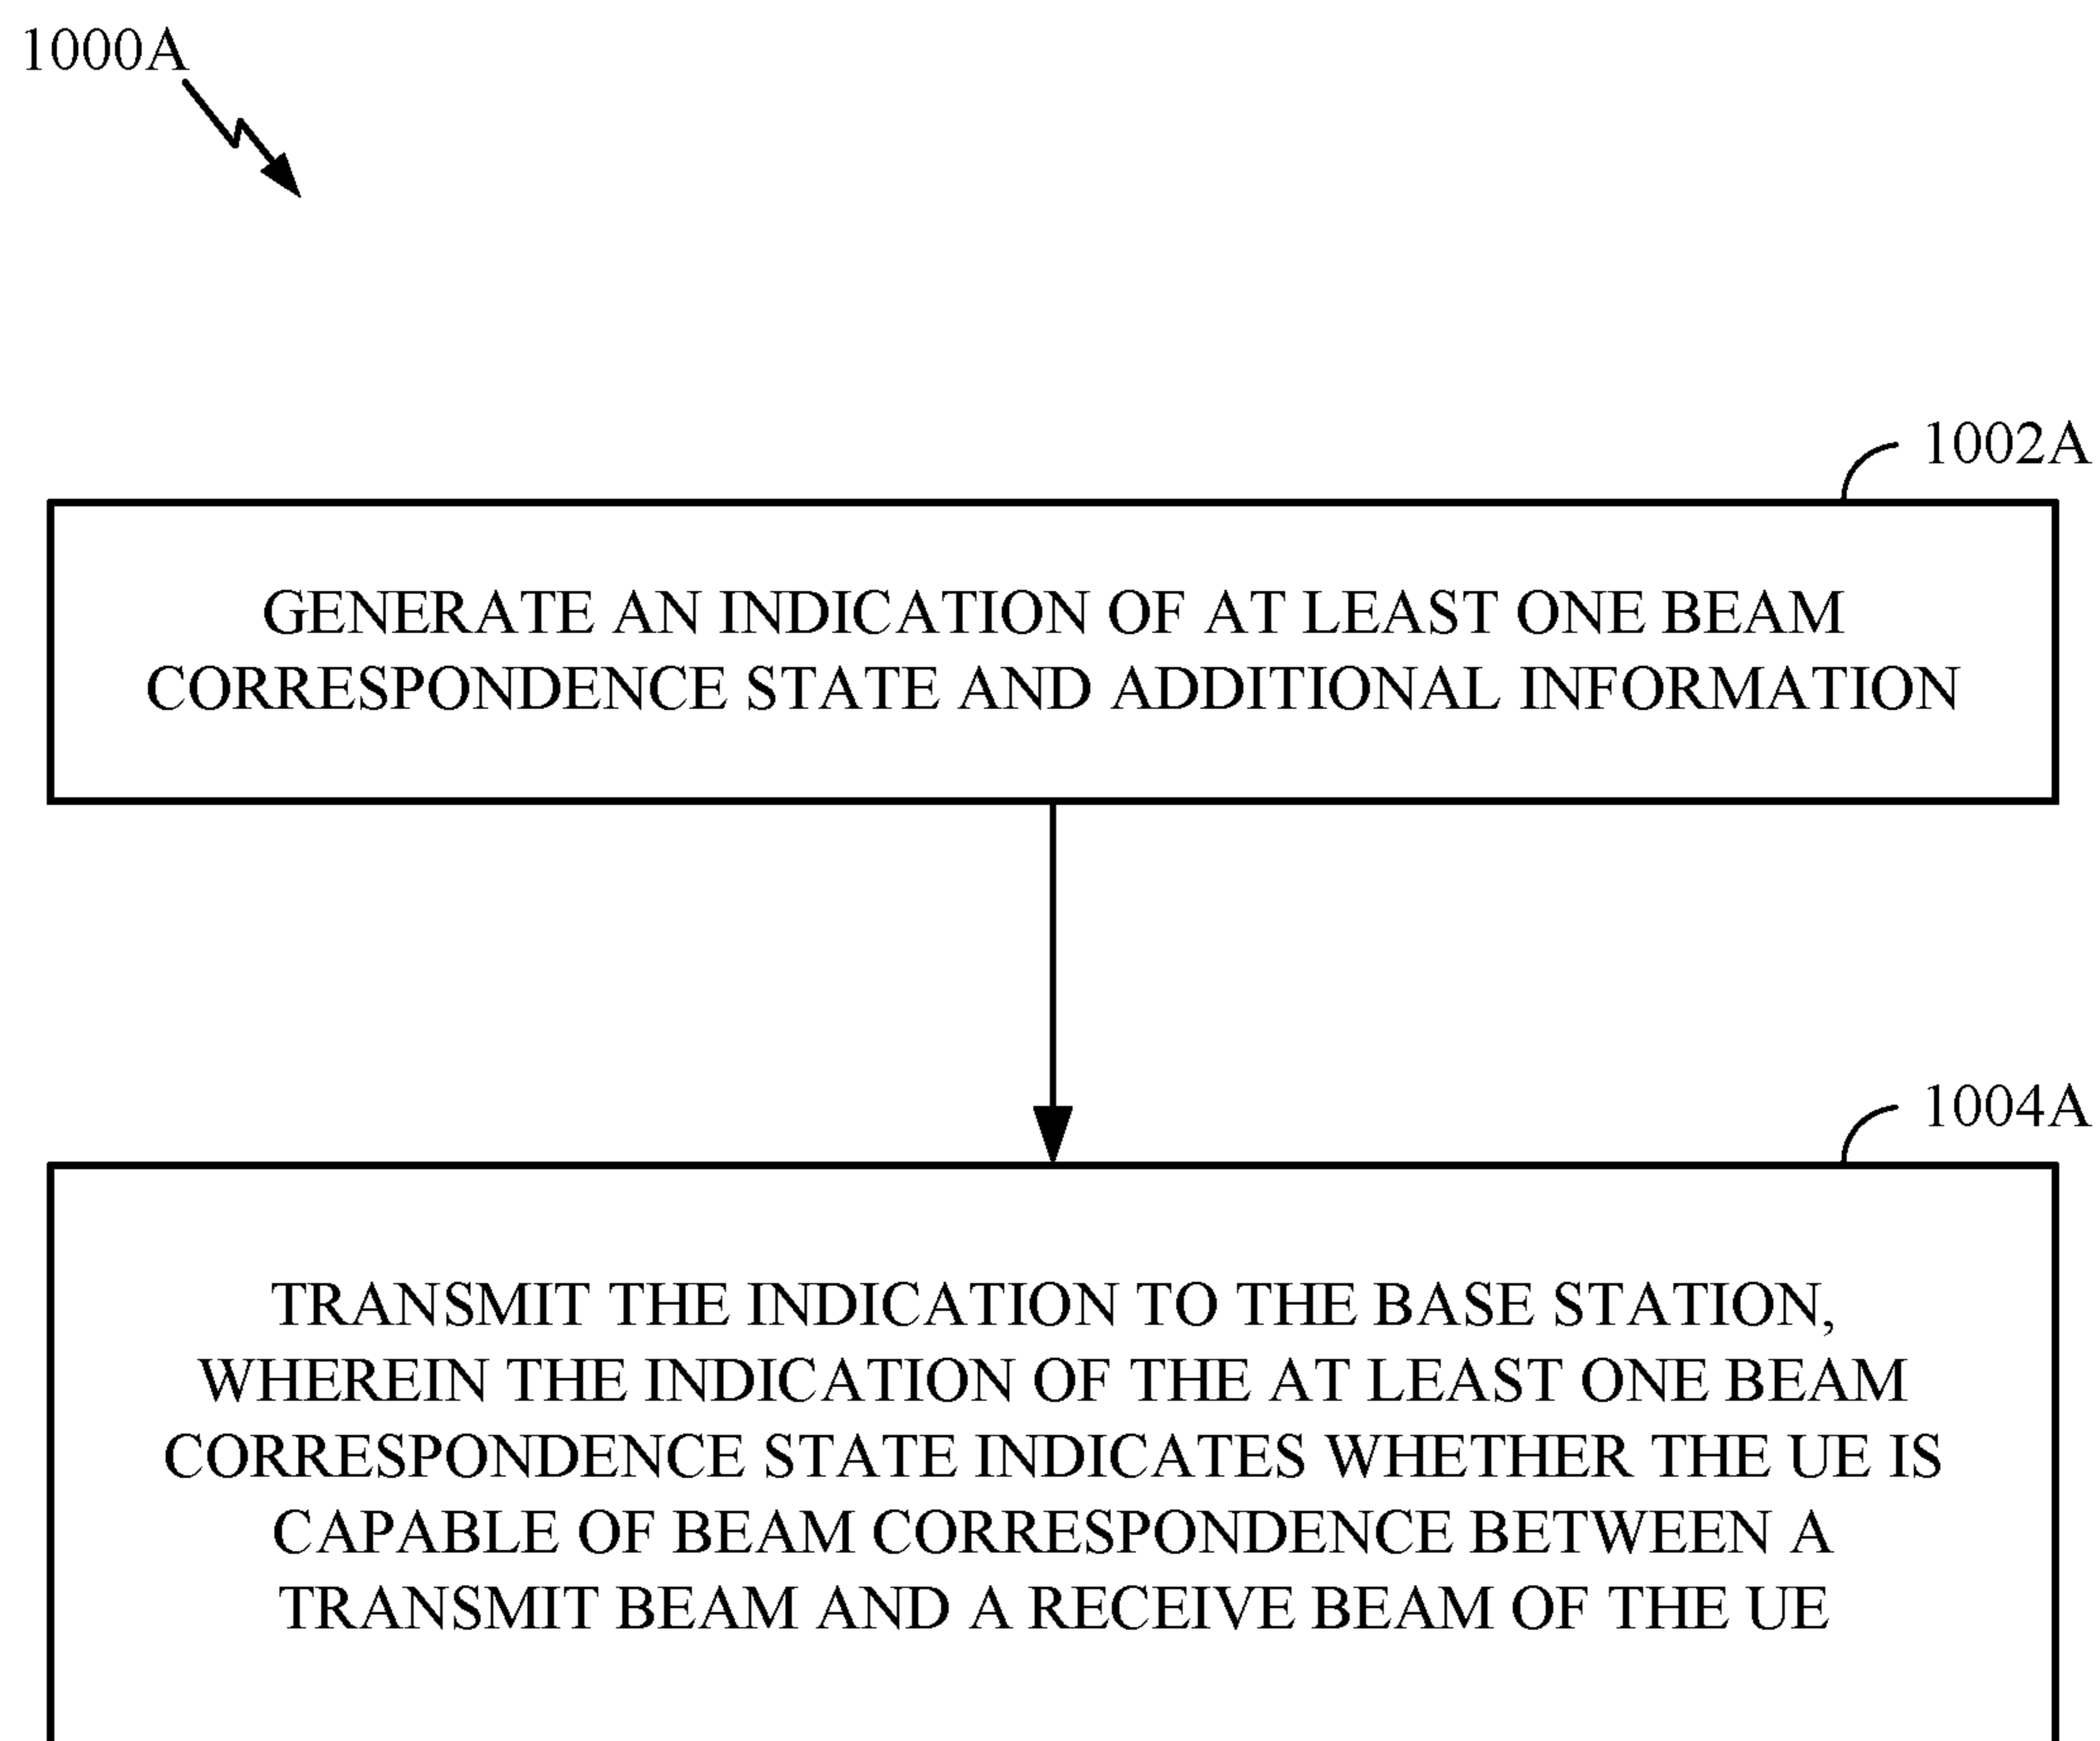 1000A
1002A
GENERATE AN INDICATION OF AT LEAST ONE BEAM
CORRESPONDENCE STATE AND ADDITIONAL INFORMATION
1004A
TRANSMIT THE INDICATION TO THE BASE STATION,
WHEREIN THE INDICATION OF THE AT LEAST ONE BEAM
CORRESPONDENCE STATE INDICATES WHETHER THE UE IS
CAPABLE OF BEAM CORRESPONDENCE BETWEEN A
TRANSMIT BEAM AND A RECEIVE BEAM OF THE UE